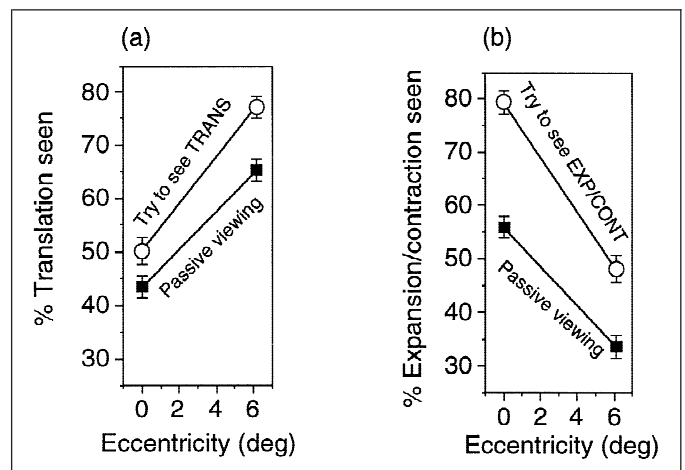 (a)
% Translation seen
80
70
60
50
40
30
Try to see TRANS
Passive viewing
0 2 4 6
Eccentricity (deg)
(b)
% Expansion/contraction seen
80
70
60
50
40
30
Try to see EXP/CONT
Passive viewing
0 2 4 6
Eccentricity (deg)